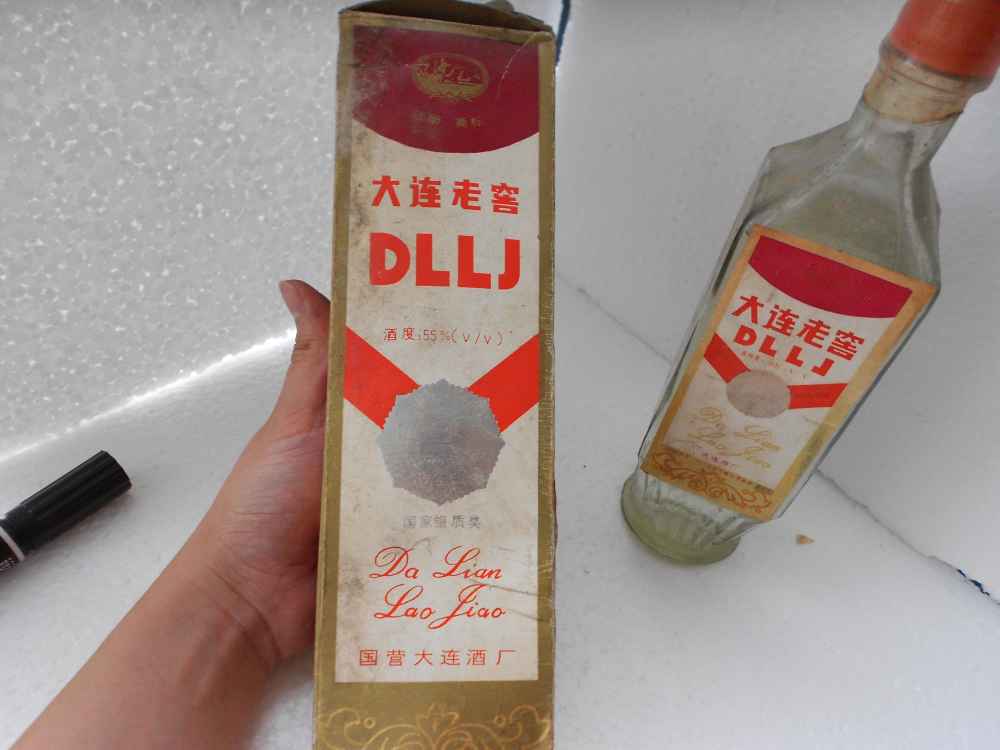 大连老窖
DLLJ
酒度:55%(v/v)
国家银质奖
Da Lian
Lao Jiao
国营大连酒厂
大连老窖
DLLJ
Da Lian
Lao Jiao